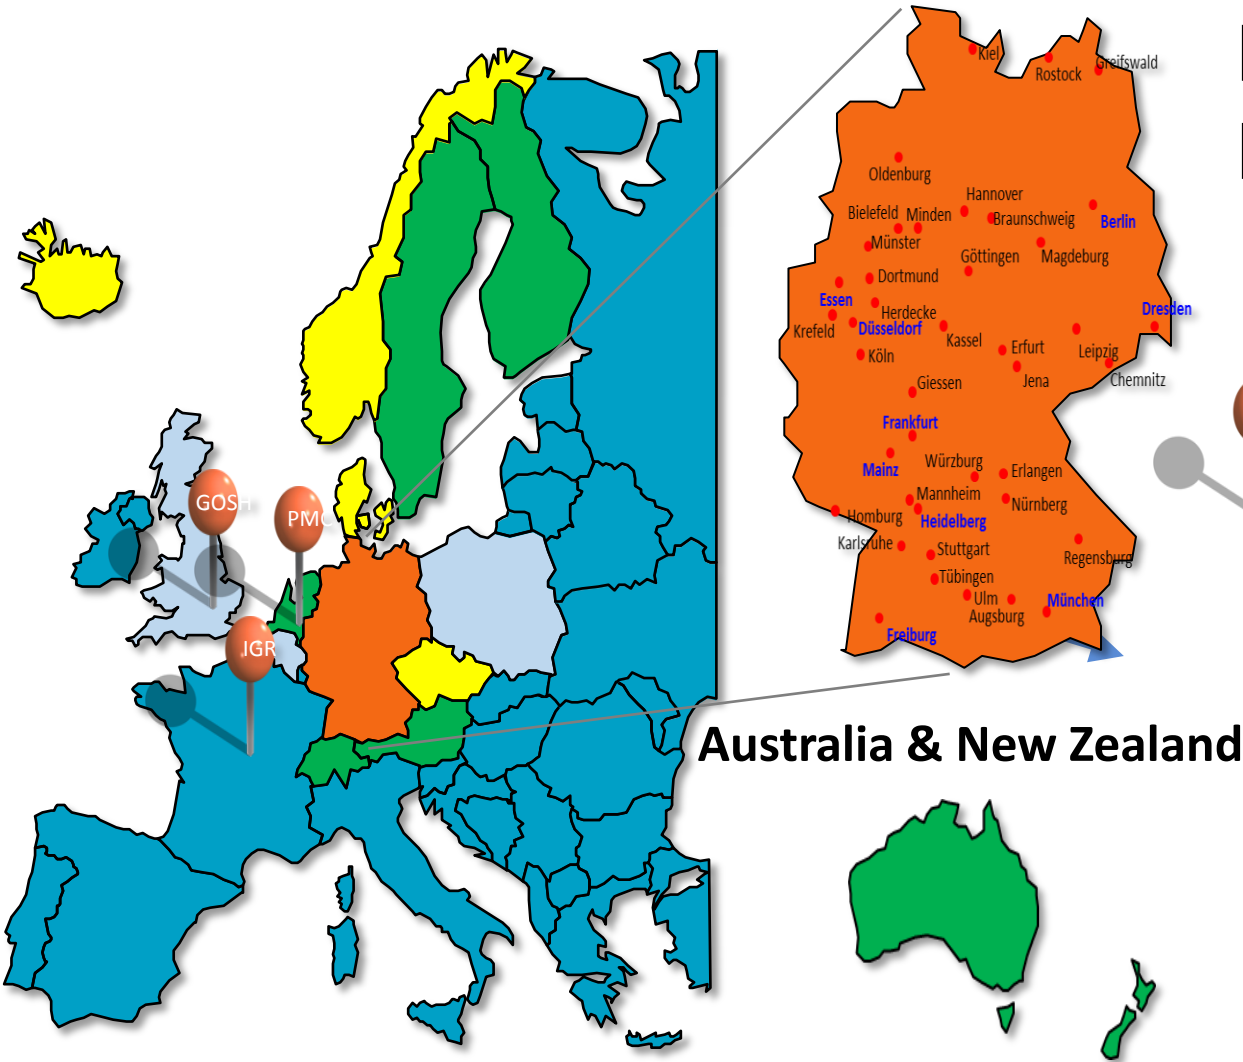 Kiel
Rostock
Greifswald
Oldenburg
Hannover
Bielefeld
Minden
Braunschweig
Berlin
Münster
Göttingen
Magdeburg
Dortmund
Essen
Herdecke
Dresden
Krefeld
Düsseldorf
Kassel
Erfurt
Leipzig
Köln
Jena
Chemnitz
Giessen
Frankfurt
Mainz
Würzburg
Erlangen
Mannheim
Nürnberg
Homburg
Heidelberg
Karlsruhe
Stuttgart
Regensburg
Tübingen
Ulm
München
Augsburg
Freiburg
GOSH
PMC
IGR
Australia & New Zealand